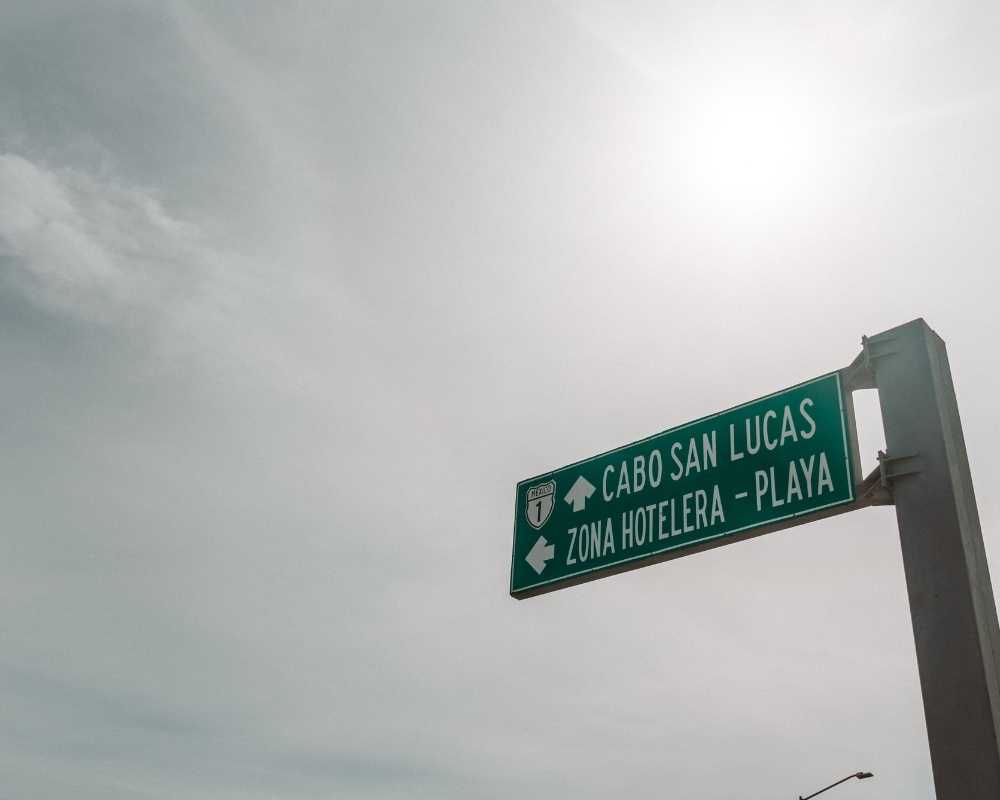 MEXICO
1
CABO SAN LUCAS
ZONA HOTELERA - PLAYA